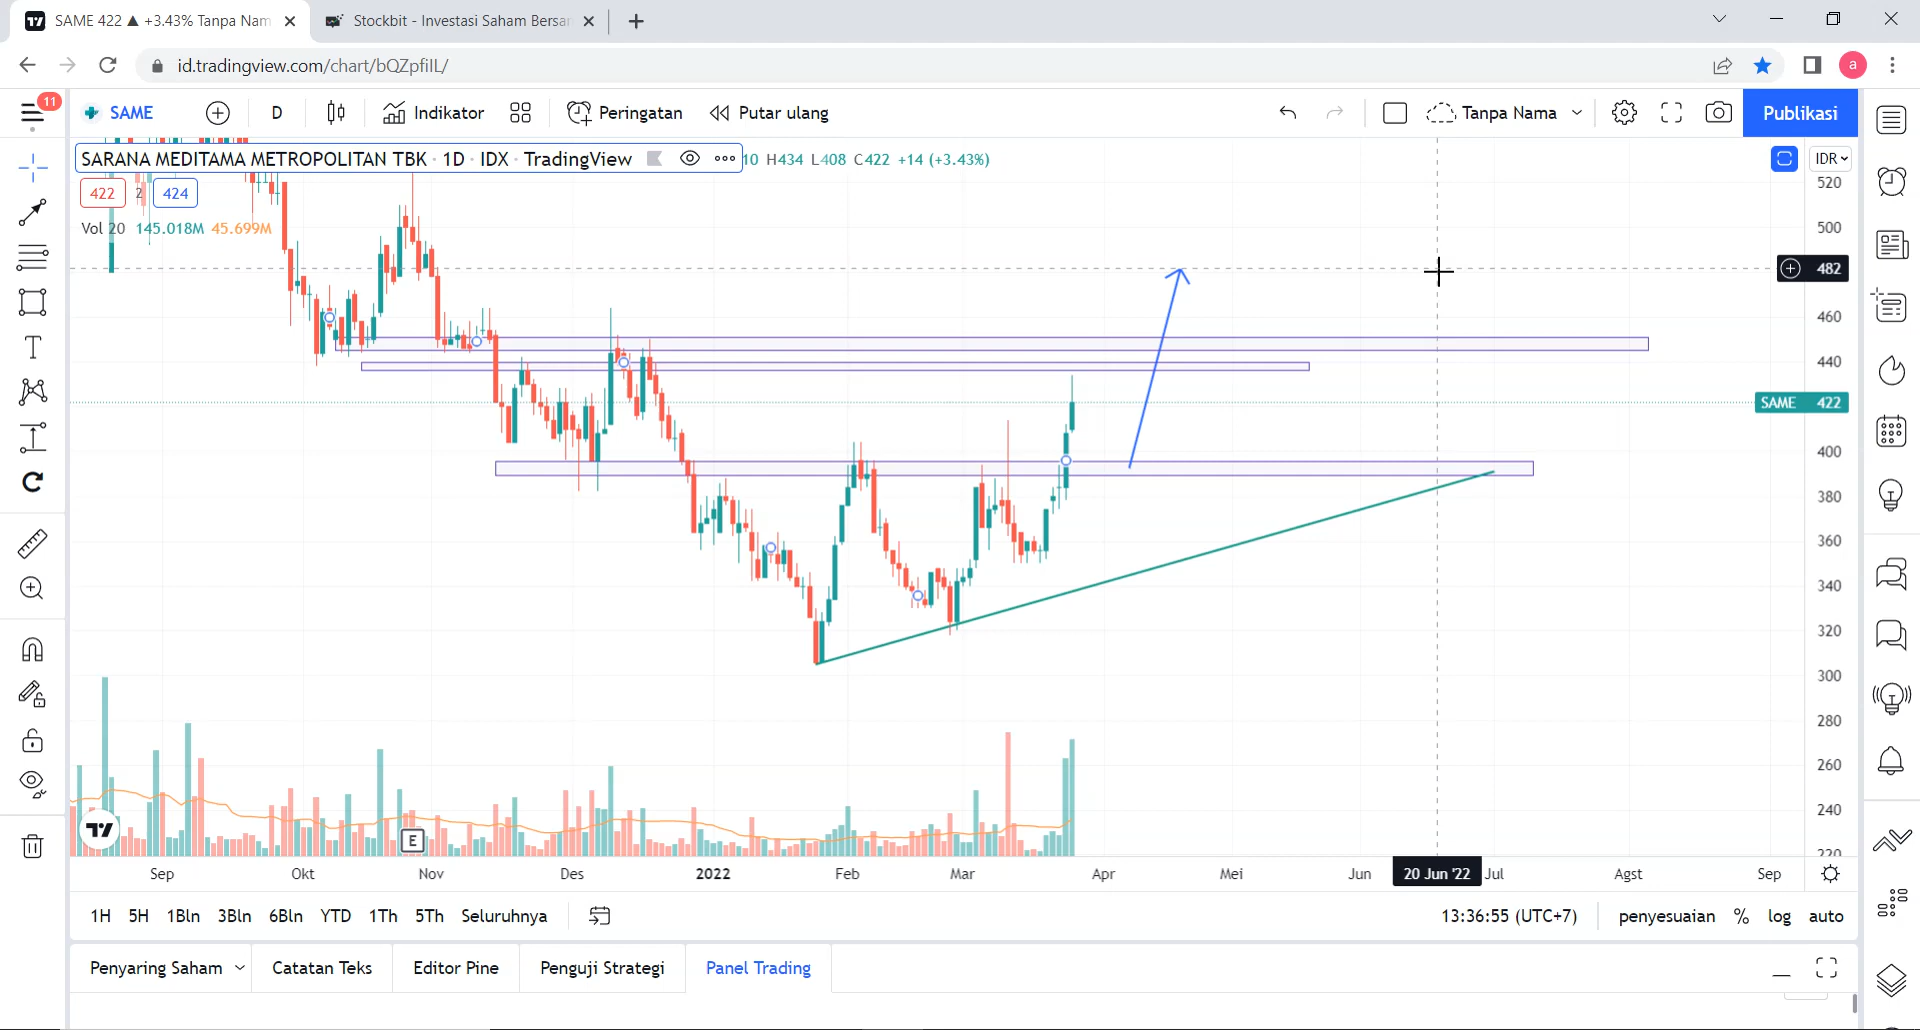 SAME 422 ▲ +3.43% Tanpa Nam
Stockbit - Investasi Saham Bersan
id.tradingview.com/chart/bQZpfilL/
a
11
SAME
D
Indikator
Peringatan
Putar ulang
Tanpa Nama
Publikasi
SARANA MEDITAMA METROPOLITAN TBK · 1D · IDX · TradingView
10 H434 L408 C422 +14 (+3.43%)
IDR
422
2
424
Vol 20 145.018M 45.699M
520
500
482
460
440
SAME 422
400
380
360
340
320
300
280
260
240
220
E
Sep
Okt
Nov
Des
2022
Feb
Mar
Apr
Mei
Jun
20 Jun '22
Jul
Agst
Sep
1H 5H 1Bln 3Bln 6Bln YTD 1Th 5Th Seluruhnya
13:36:55 (UTC+7)
penyesuaian % log auto
Penyaring Saham
Catatan Teks
Editor Pine
Penguji Strategi
Panel Trading